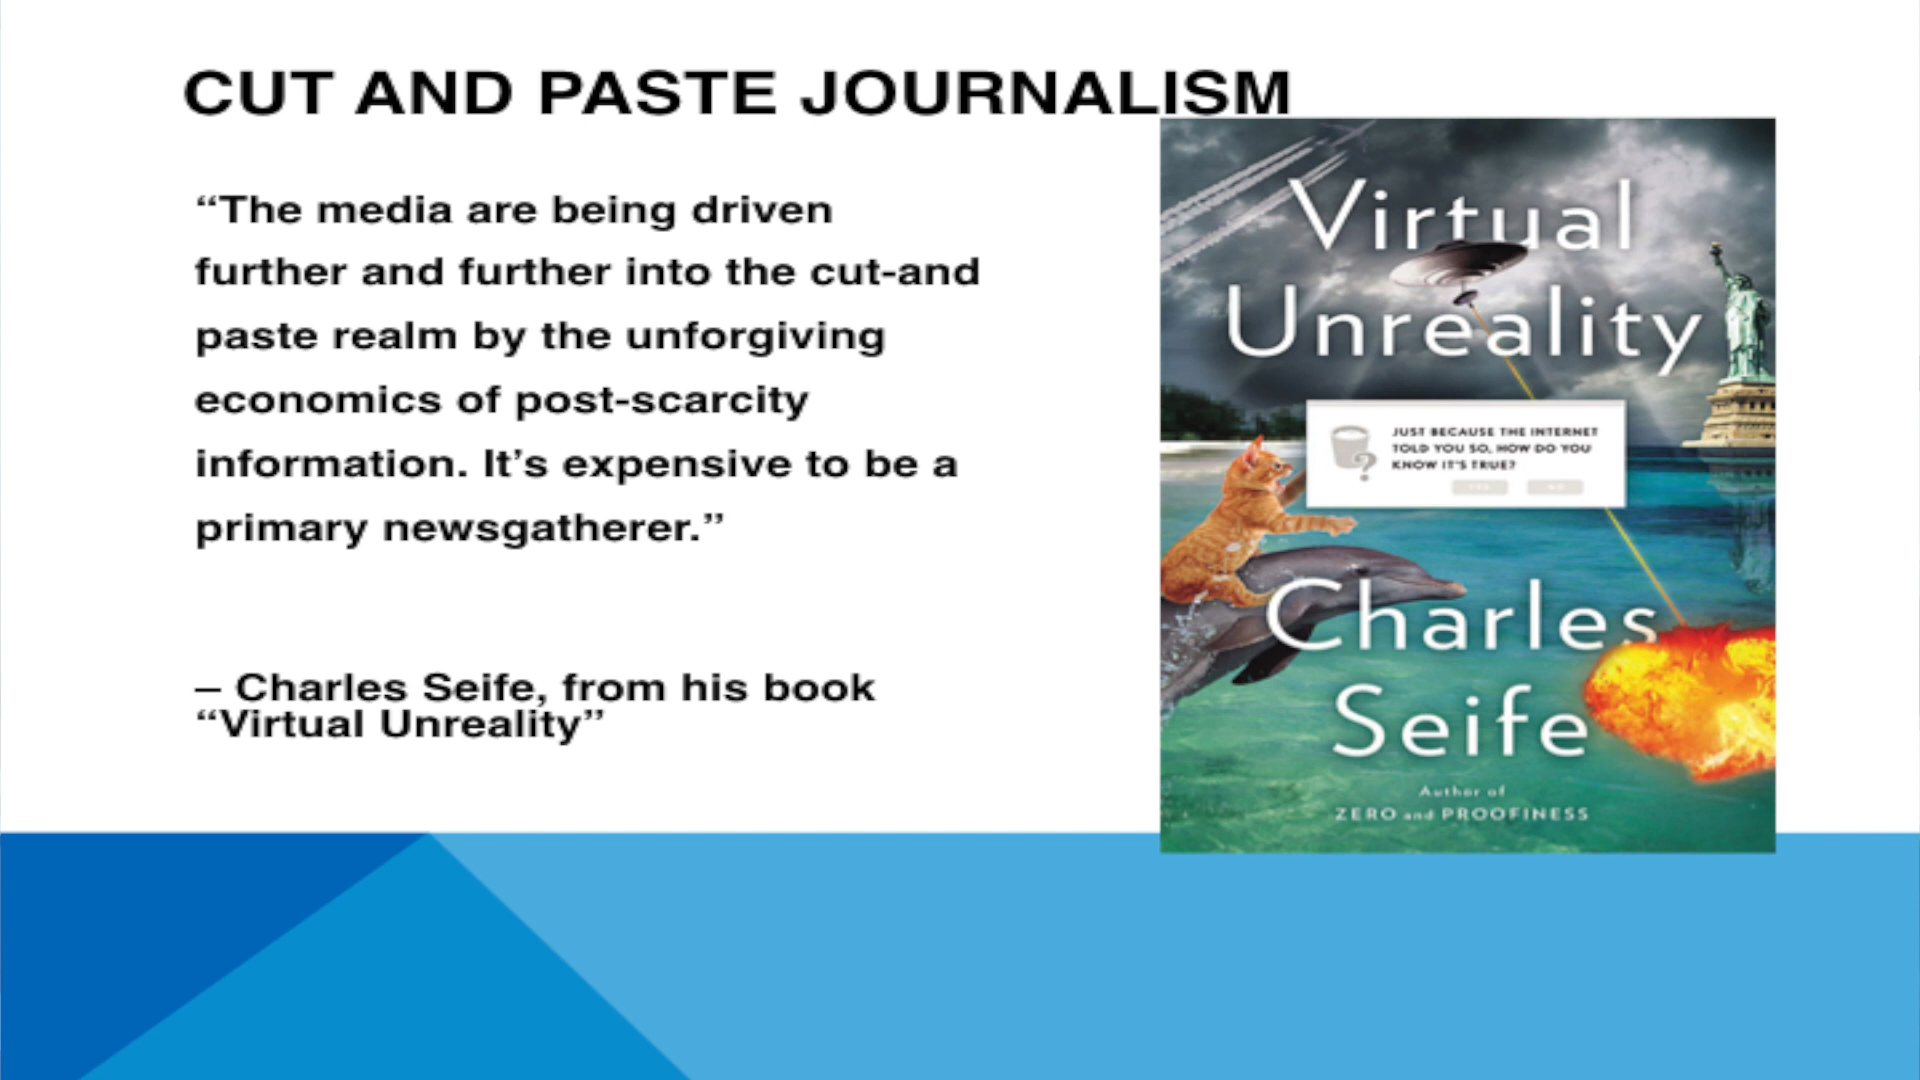 CUT AND PASTE JOURNALISM
“The media are being driven
further and further into the cut-and
paste realm by the unforgiving
economics of post-scarcity
information. It’s expensive to be a
primary newsgatherer.”
– Charles Seife, from his book
“Virtual Unreality”
Virtual
Unreality
JUST BECAUSE THE INTERNET
TOLD YOU SO, HOW DO YOU
KNOW IT'S TRUE?
Charles
Seife
Author of
ZERO and PROOFINESS